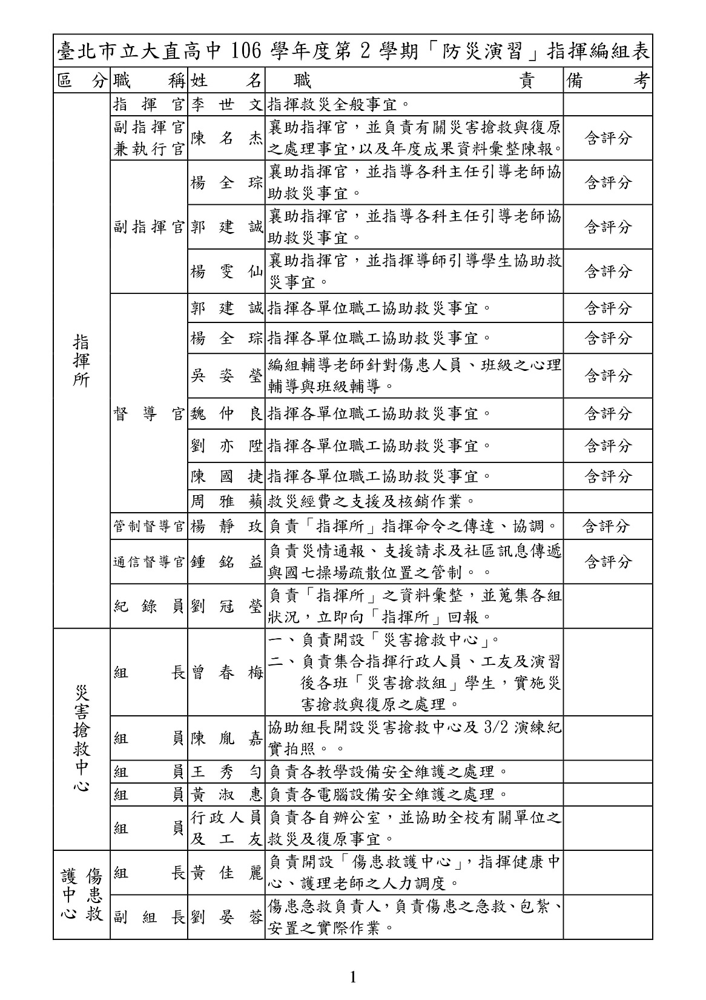 臺北市立大直高中 106 學年度第 2 學期「防災演習」指揮編組表
區分 職稱 姓名 職責 備考
指揮所
指揮官 李世文 指揮救災全般事宜。
副指揮官
兼執行官
陳名杰
襄助指揮官，並負責有關災害搶救與復原
之處理事宜，以及年度成果資料彙整陳報。
含評分
副指揮官
楊全琮
襄助指揮官，並指導各科主任引導老師協
助救災事宜。
含評分
郭建誠
襄助指揮官，並指導各科主任引導老師協
助救災事宜。
含評分
楊雯仙
襄助指揮官，並指揮導師引導學生協助救
災事宜。
含評分
督導官
郭建誠 指揮各單位職工協助救災事宜。 含評分
楊全琮 指揮各單位職工協助救災事宜。 含評分
吳姿瑩
編組輔導老師針對傷患人員、班級之心理
輔導與班級輔導。
含評分
魏仲良 指揮各單位職工協助救災事宜。 含評分
劉亦陞 指揮各單位職工協助救災事宜。 含評分
陳國捷 指揮各單位職工協助救災事宜。 含評分
周雅蘋 救災經費之支援及核銷作業。
管制督導官 楊靜玫 負責「指揮所」指揮命令之傳達、協調。 含評分
通信督導官 鍾銘益
負責災情通報、支援請求及社區訊息傳遞
與國七操場疏散位置之管制。。
含評分
紀錄員 劉冠瑩
負責「指揮所」之資料彙整，並蒐集各組
狀況，立即向「指揮所」回報。
災害搶救中心
組長 曾春梅
一、負責開設「災害搶救中心」。
二、負責集合指揮行政人員、工友及演習
後各班「災害搶救組」學生，實施災
害搶救與復原之處理。
組員 陳胤嘉
協助組長開設災害搶救中心及 3/2 演練紀
實拍照。。
組員 王秀勻 負責各教學設備安全維護之處理。
組員 黃淑惠 負責各電腦設備安全維護之處理。
組員
行政人員
及工友
負責各自辦公室，並協助全校有關單位之
救災及復原事宜。
傷患救
護中心
組長 黃佳麗
負責開設「傷患救護中心」，指揮健康中
心、護理老師之人力調度。
副組長 劉晏蓉
傷患急救負責人，負責傷患之急救、包紮、
安置之實際作業。
1